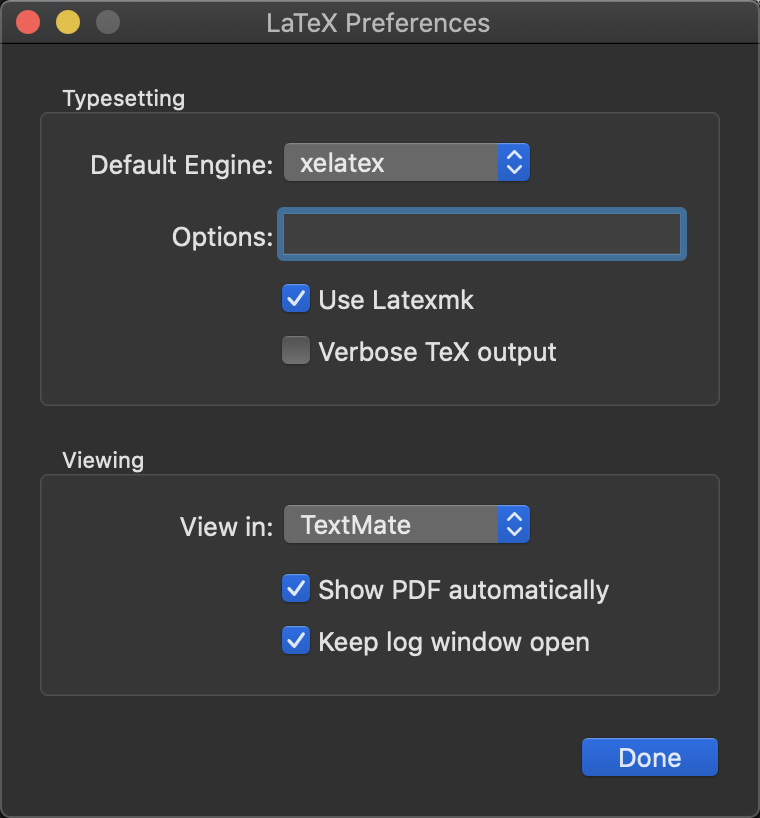 LaTeX Preferences
Typesetting
Default Engine: xelatex
Options:
Use Latexmk
Verbose TeX output
Viewing
View in: TextMate
Show PDF automatically
Keep log window open
Done